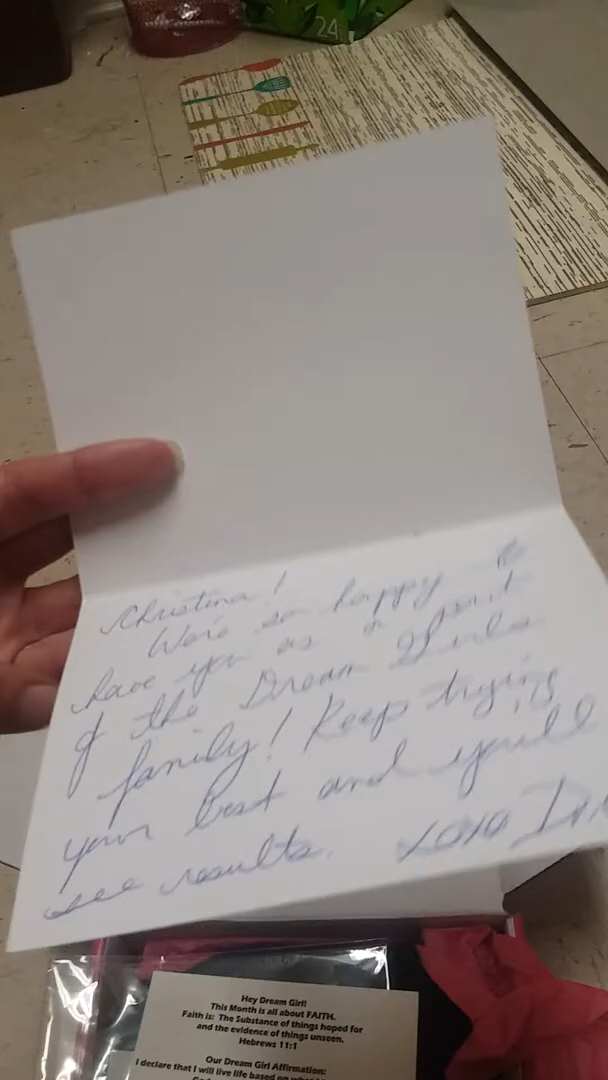 24
Christina!
We're so happy to
have you as a part
of the Dream Girls
family! Keep trying
your best and you'll
see results. XOXO
Hey Dream Girl!
This Month is all about FAITH.
Faith is: The Substance of things hoped for
and the evidence of things unseen.
Hebrews 11:1
Our Dream Girl Affirmation:
I declare that I will live life based on what